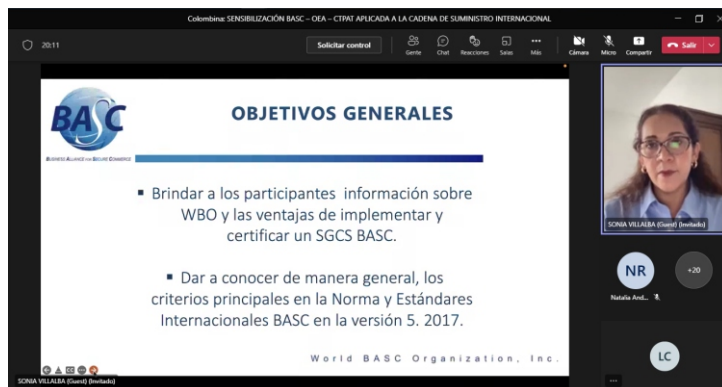 Colombina: SENSIBILIZACIÓN BASC – OEA – CTPAT APLICADA A LA CADENA DE SUMINISTRO INTERNACIONAL
20:11
Solicitar control
Gente
Chat
Reacciones
Salas
Más
Cámara
Micro
Compartir
Salir
BASC
BUSINESS ALLIANCE FOR SECURE COMMERCE
OBJETIVOS GENERALES
▪ Brindar a los participantes información sobre
WBO y las ventajas de implementar y
certificar un SGCS BASC.
▪ Dar a conocer de manera general, los
criterios principales en la Norma y Estándares
Internacionales BASC en la versión 5. 2017.
World BASC Organization, Inc.
SONIA VILLALBA (Guest) (Invitado)
SONIA VILLALBA (Guest) (Invitado)
NR
+20
Natalia And...
LC